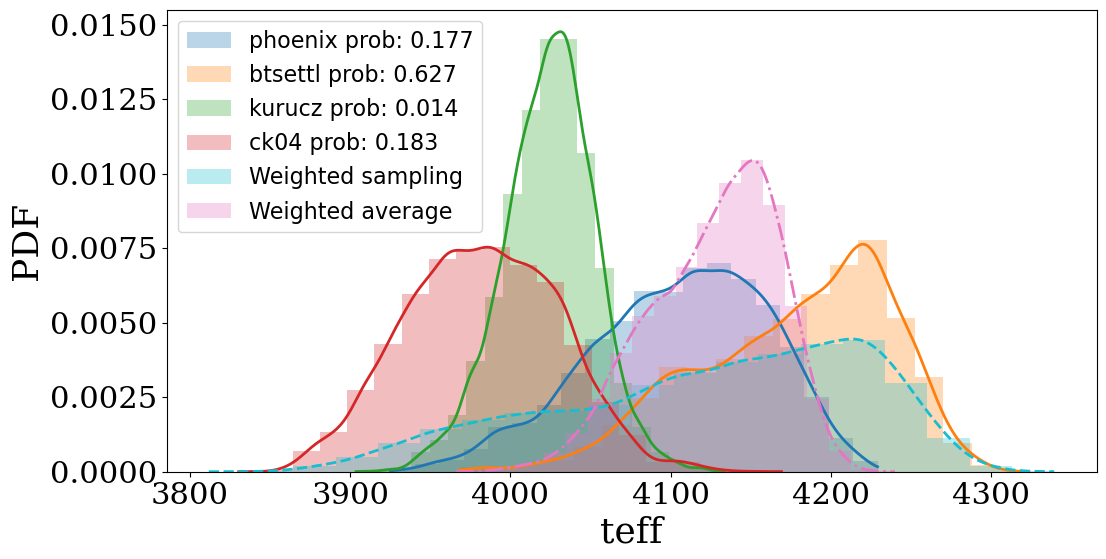 0.0150
0.0125
0.0100
0.0075
0.0050
0.0025
0.0000
PDF
phoenix prob: 0.177
btsettl prob: 0.627
kurucz prob: 0.014
ck04 prob: 0.183
Weighted sampling
Weighted average
3800 3900 4000 4100 4200 4300
teff